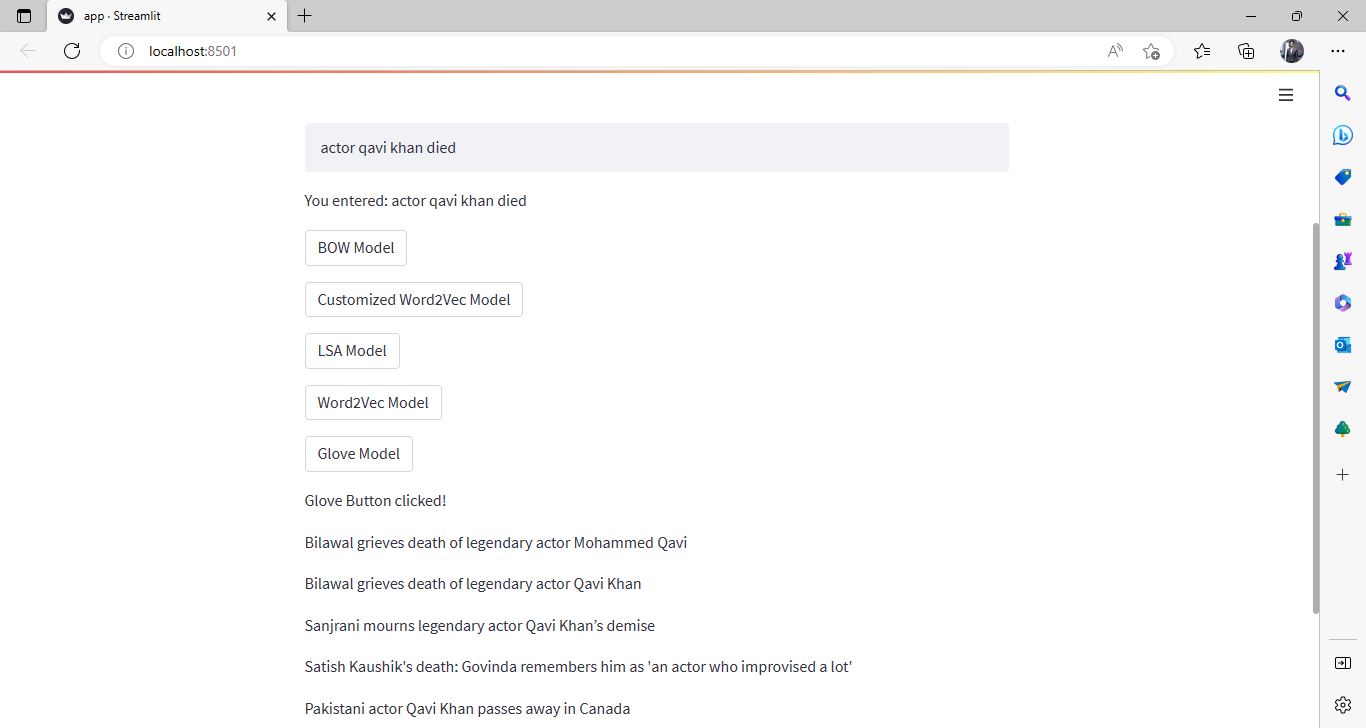 app · Streamlit
localhost:8501
actor qavi khan died
You entered: actor qavi khan died
BOW Model
Customized Word2Vec Model
LSA Model
Word2Vec Model
Glove Model
Glove Button clicked!
Bilawal grieves death of legendary actor Mohammed Qavi
Bilawal grieves death of legendary actor Qavi Khan
Sanjrani mourns legendary actor Qavi Khan’s demise
Satish Kaushik's death: Govinda remembers him as 'an actor who improvised a lot'
Pakistani actor Qavi Khan passes away in Canada